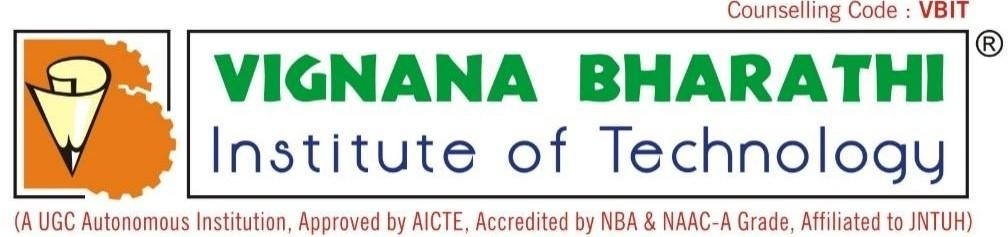 Counselling Code : VBIT
VIGNANA BHARATHI ®
Institute of Technology
(A UGC Autonomous Institution, Approved by AICTE, Accredited by NBA & NAAC-A Grade, Affiliated to JNTUH)